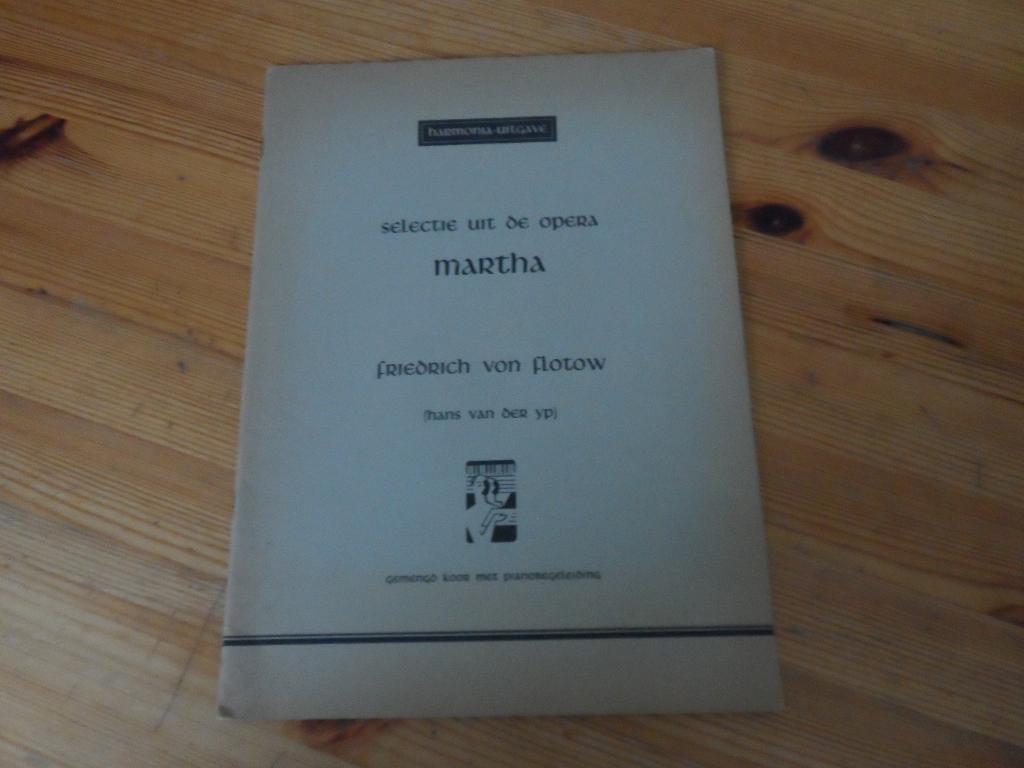 harmonia-uitgave
selectie uit de opera
martha
friedrich von flotow
(hans van der yp)
gemengd koor met pianobegeleiding